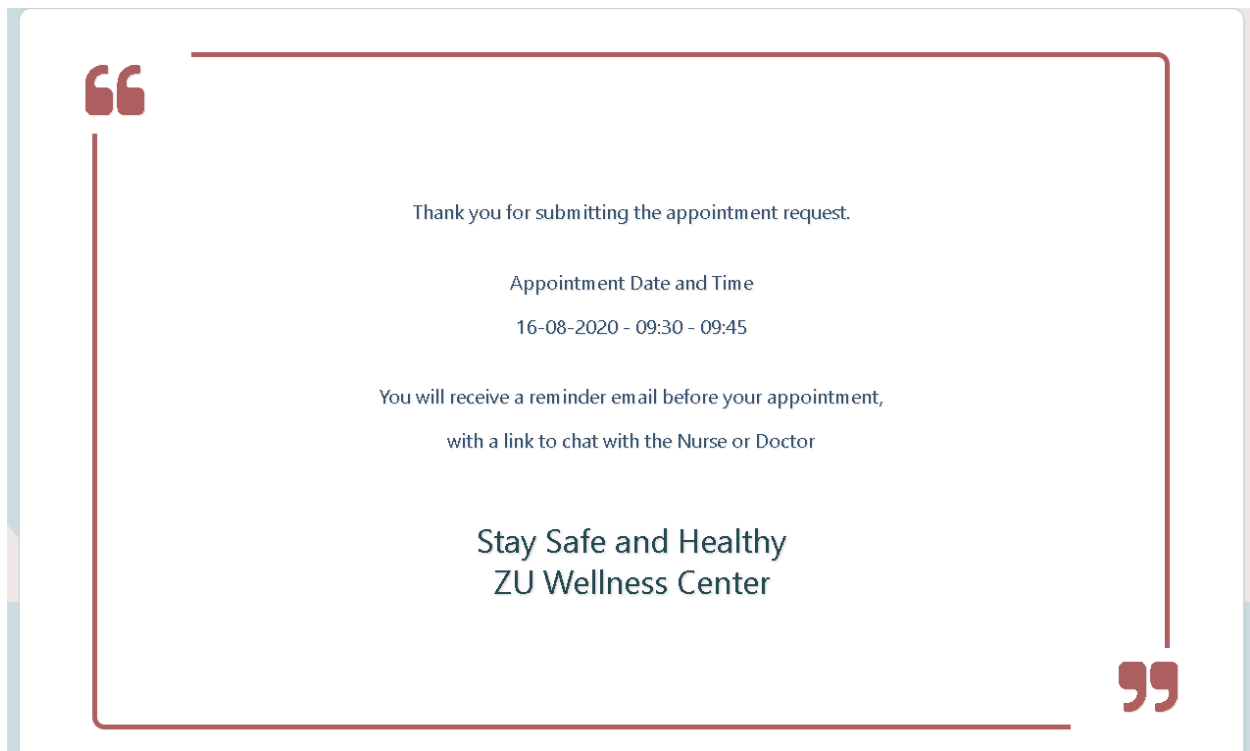 Thank you for submitting the appointment request.
Appointment Date and Time
16-08-2020 - 09:30 - 09:45
You will receive a reminder email before your appointment,
with a link to chat with the Nurse or Doctor
Stay Safe and Healthy
ZU Wellness Center